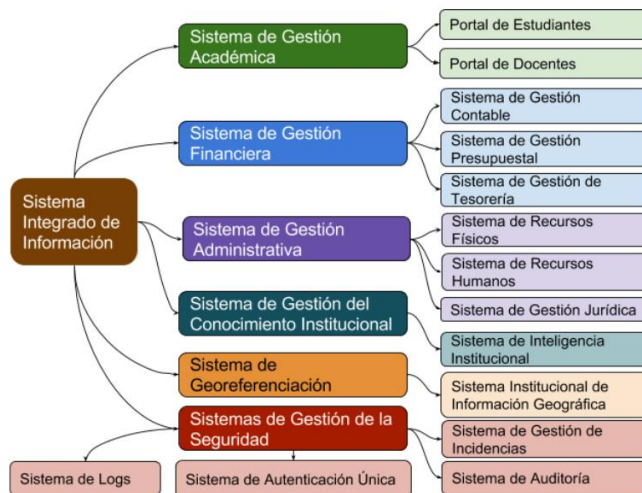 Sistema de Gestión
Académica
Portal de Estudiantes
Portal de Docentes
Sistema de Gestión
Financiera
Sistema de Gestión
Contable
Sistema de Gestión
Presupuestal
Sistema de Gestión de
Tesorería
Sistema
Integrado de
Información
Sistema de Gestión
Administrativa
Sistema de Recursos
Físicos
Sistema de Recursos
Humanos
Sistema de Gestión Jurídica
Sistema de Gestión del
Conocimiento Institucional
Sistema de Inteligencia
Institucional
Sistema de
Georeferenciación
Sistema Institucional de
Información Geográfica
Sistemas de Gestión de la
Seguridad
Sistema de Gestión de
Incidencias
Sistema de Logs
Sistema de Autenticación Única
Sistema de Auditoría